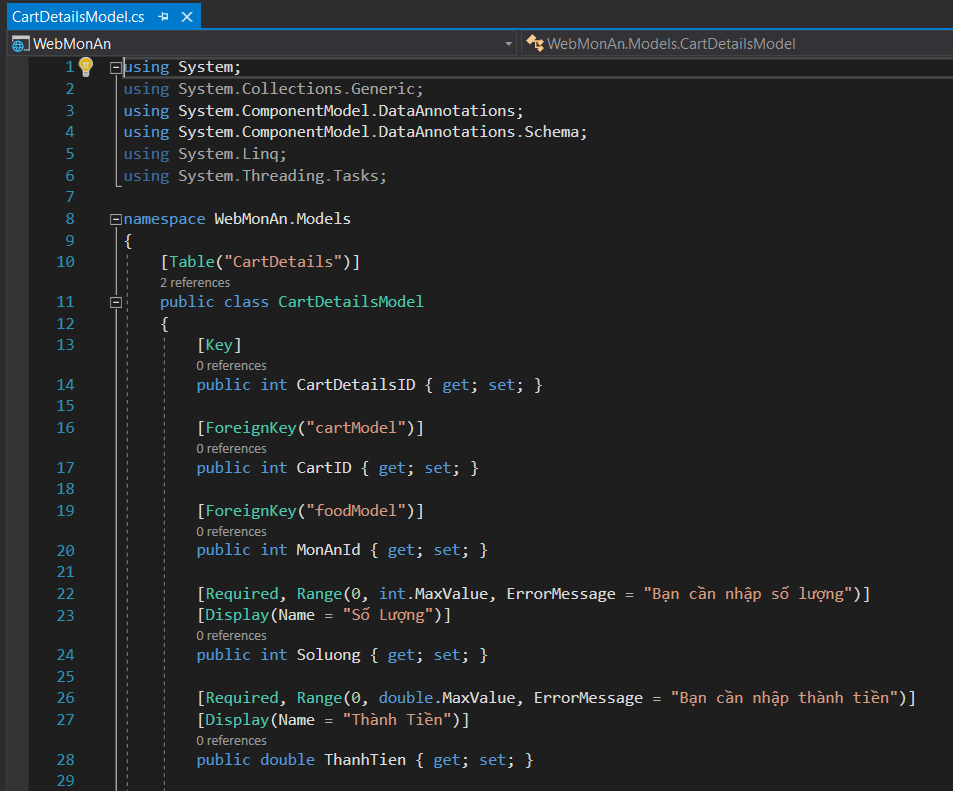 CartDetailsModel.cs
WebMonAn WebMonAn.Models.CartDetailsModel
1 using System;
2 using System.Collections.Generic;
3 using System.ComponentModel.DataAnnotations;
4 using System.ComponentModel.DataAnnotations.Schema;
5 using System.Linq;
6 using System.Threading.Tasks;
7
8 namespace WebMonAn.Models
9 {
10 [Table("CartDetails")]
2 references
11 public class CartDetailsModel
12 {
13 [Key]
0 references
14 public int CartDetailsID { get; set; }
15
16 [ForeignKey("cartModel")]
0 references
17 public int CartID { get; set; }
18
19 [ForeignKey("foodModel")]
0 references
20 public int MonAnId { get; set; }
21
22 [Required, Range(0, int.MaxValue, ErrorMessage = "Bạn cần nhập số lượng")]
23 [Display(Name = "Số Lượng")]
0 references
24 public int Soluong { get; set; }
25
26 [Required, Range(0, double.MaxValue, ErrorMessage = "Bạn cần nhập thành tiền")]
27 [Display(Name = "Thành Tiền")]
0 references
28 public double ThanhTien { get; set; }
29